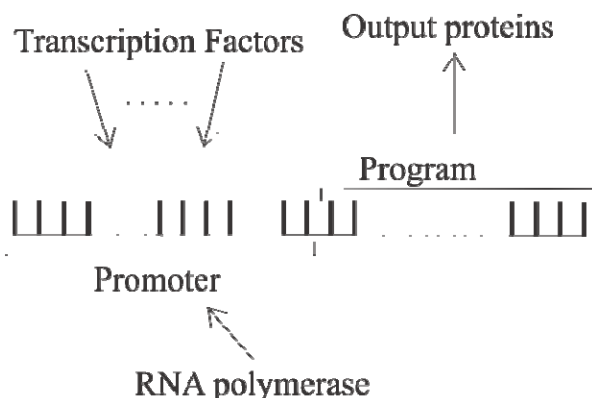 Transcription Factors
Output proteins
Program
Promoter
RNA polymerase